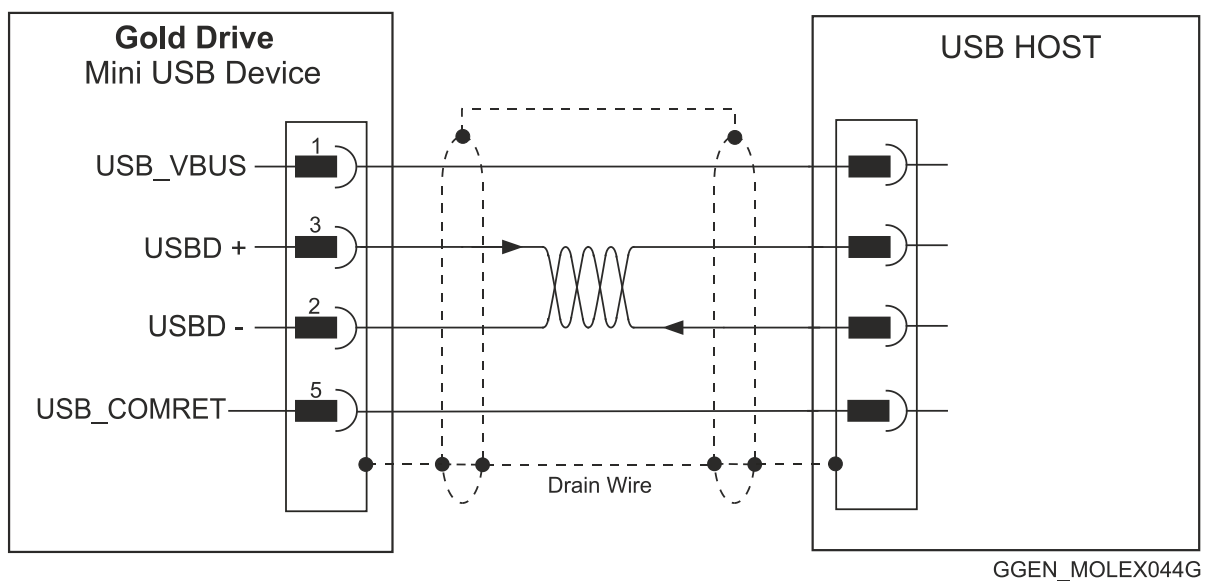 Gold Drive
Mini USB Device
USB HOST
1
USB_VBUS
3
USBD +
2
USBD -
5
USB_COMRET
Drain Wire
GGEN_MOLEX044G